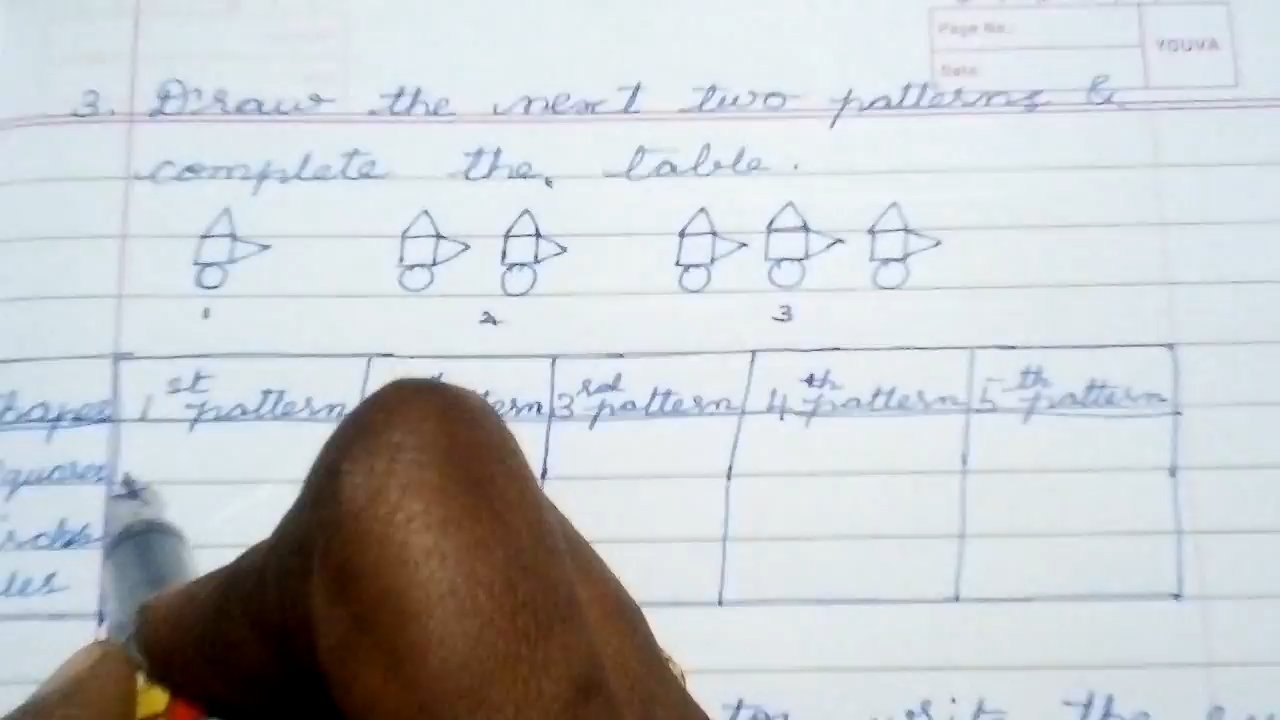 Page No.:
YOUVA
Date:
3. Draw the next two patterns &
complete the table.
1 2 3
1st pattern 3rd pattern 4th pattern 5th pattern